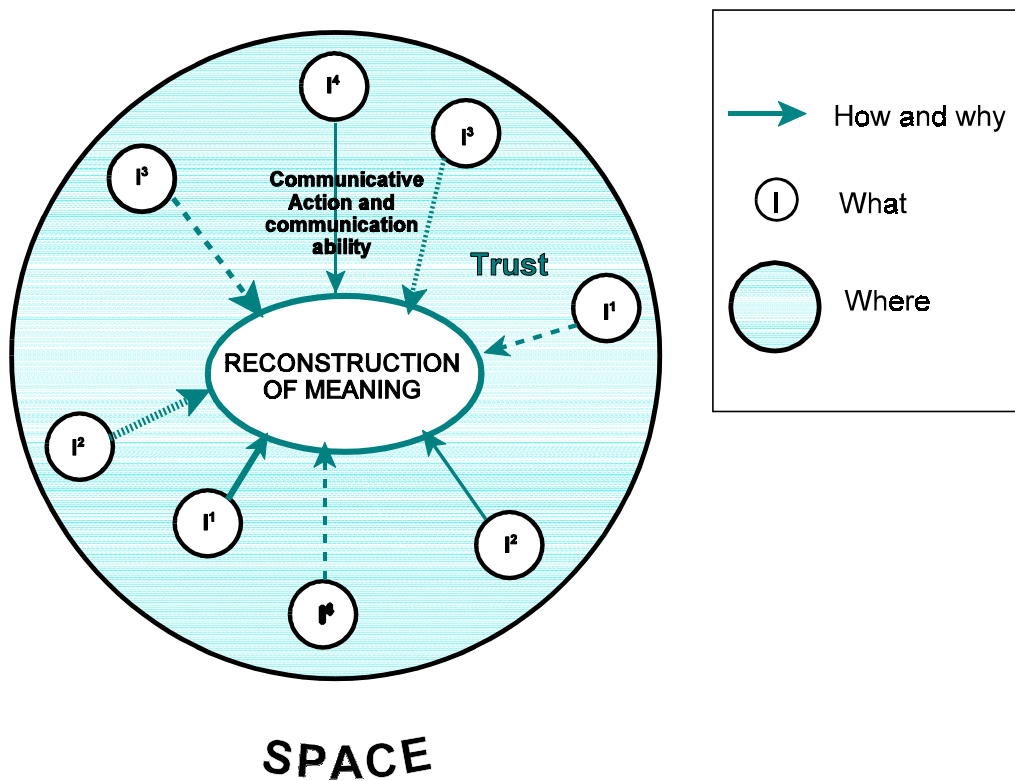 I⁴
I³
I³
Communicative
Action and
communication
ability
Trust
I¹
RECONSTRUCTION
OF MEANING
I²
I¹
I²
SPACE
How and why
I
What
Where